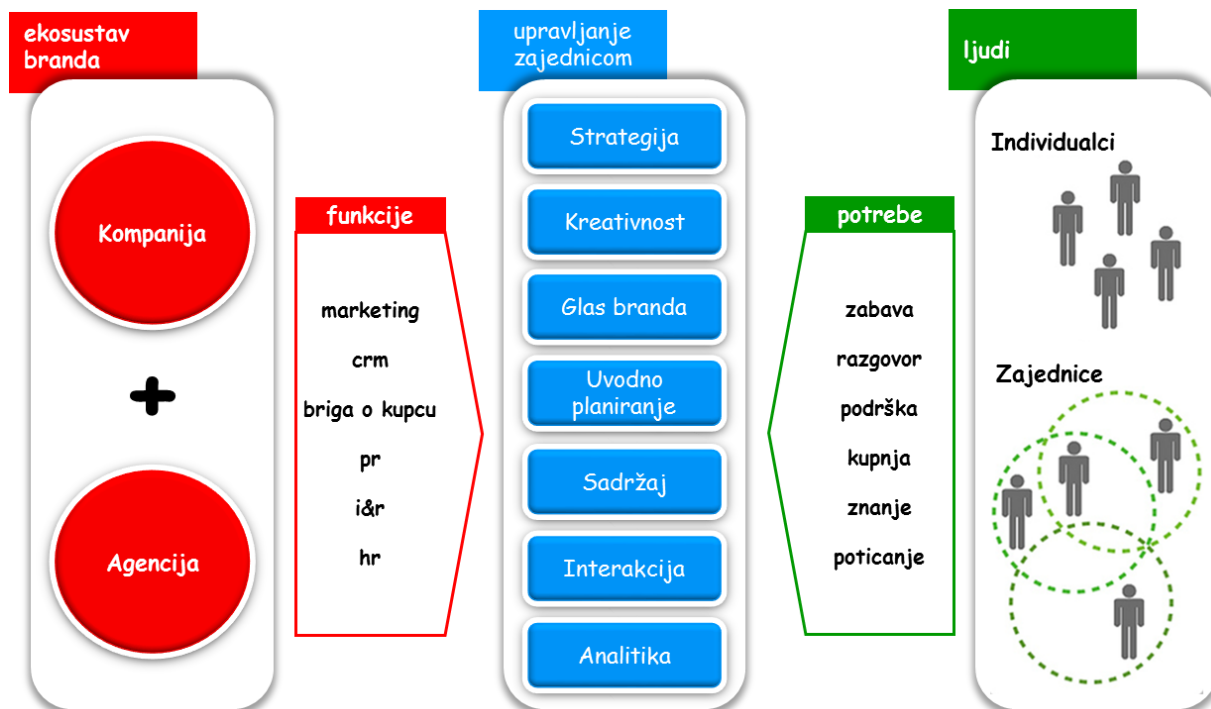 ekosustav
branda
Kompanija
Agencija
funkcije
marketing
crm
briga o kupcu
pr
i&r
hr
upravljanje
zajednicom
Strategija
Kreativnost
Glas branda
Uvodno
planiranje
Sadržaj
Interakcija
Analitika
potrebe
zabava
razgovor
podrška
kupnja
znanje
poticanje
ljudi
Individualci
Zajednice